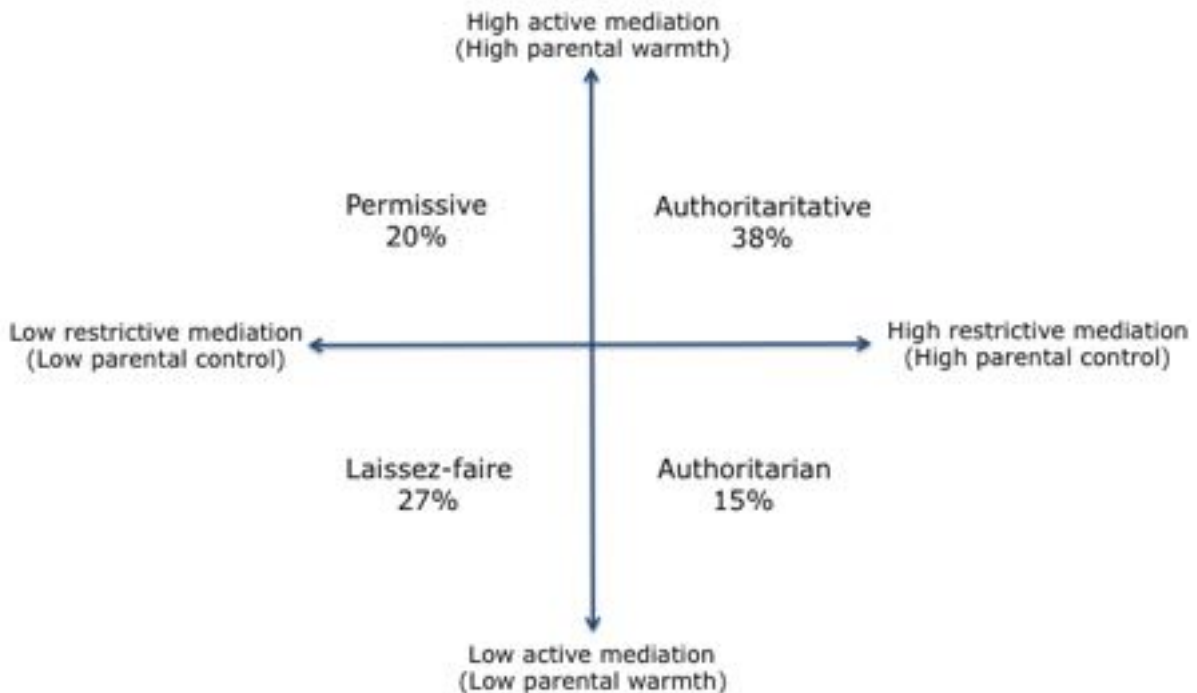 High active mediation
(High parental warmth)
Permissive
20%
Authoritaritative
38%
Low restrictive mediation
(Low parental control)
High restrictive mediation
(High parental control)
Laissez-faire
27%
Authoritarian
15%
Low active mediation
(Low parental warmth)